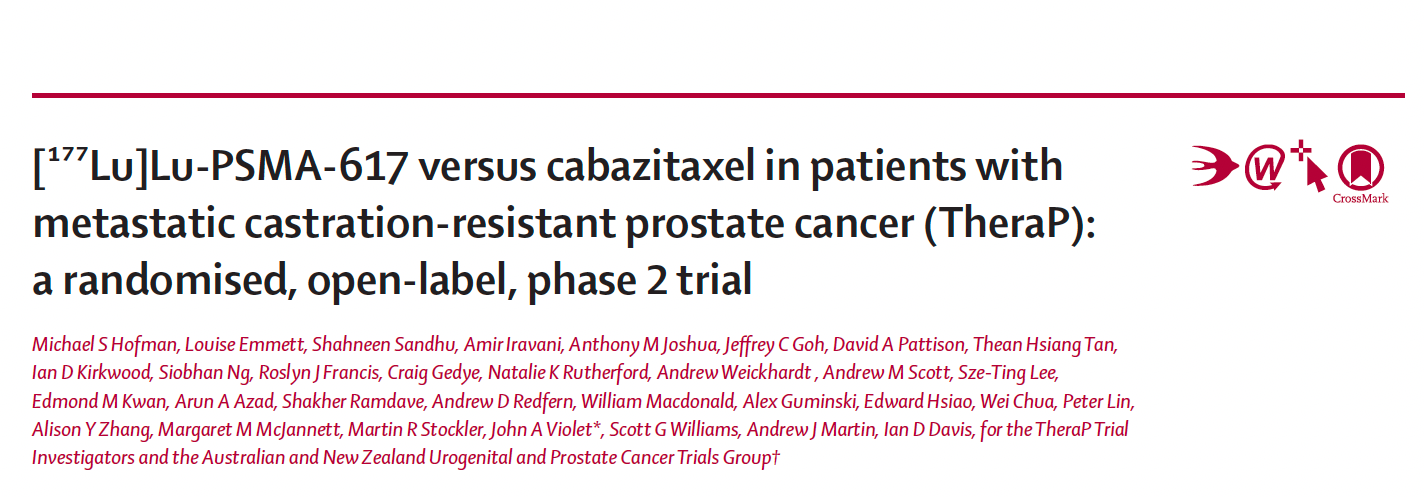 [¹⁷⁷Lu]Lu-PSMA-617 versus cabazitaxel in patients with
metastatic castration-resistant prostate cancer (TheraP):
a randomised, open-label, phase 2 trial
W
CrossMark
Michael S Hofman, Louise Emmett, Shahneen Sandhu, Amir Iravani, Anthony M Joshua, Jeffrey C Goh, David A Pattison, Thean Hsiang Tan,
Ian D Kirkwood, Siobhan Ng, Roslyn J Francis, Craig Gedye, Natalie K Rutherford, Andrew Weickhardt , Andrew M Scott, Sze-Ting Lee,
Edmond M Kwan, Arun A Azad, Shakher Ramdave, Andrew D Redfern, William Macdonald, Alex Guminski, Edward Hsiao, Wei Chua, Peter Lin,
Alison Y Zhang, Margaret M McJannett, Martin R Stockler, John A Violet*, Scott G Williams, Andrew J Martin, Ian D Davis, for the TheraP Trial
Investigators and the Australian and New Zealand Urogenital and Prostate Cancer Trials Group†